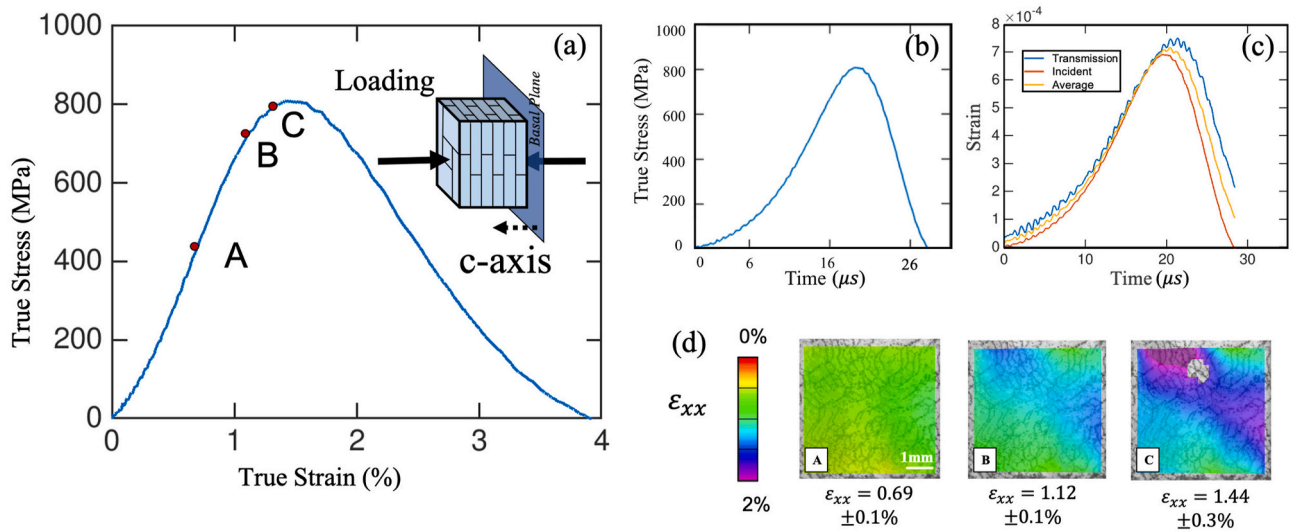 (a)
1000
800
600
400
200
0
0 1 2 3 4
True Stress (MPa)
True Strain (%)
A
B
C
Loading
Basal Plane
c-axis
(b)
1000
800
600
400
200
0
0 6 16 26
True Stress (MPa)
Time (μs)
(c)
×10⁻⁴
8
7
6
5
4
3
2
1
0
0 10 20 30
Strain
Time (μs)
Transmission
Incident
Average
(d)
0%
εxx
2%
A
1mm
B
C
εxx = 0.69
±0.1%
εxx = 1.12
±0.1%
εxx = 1.44
±0.3%